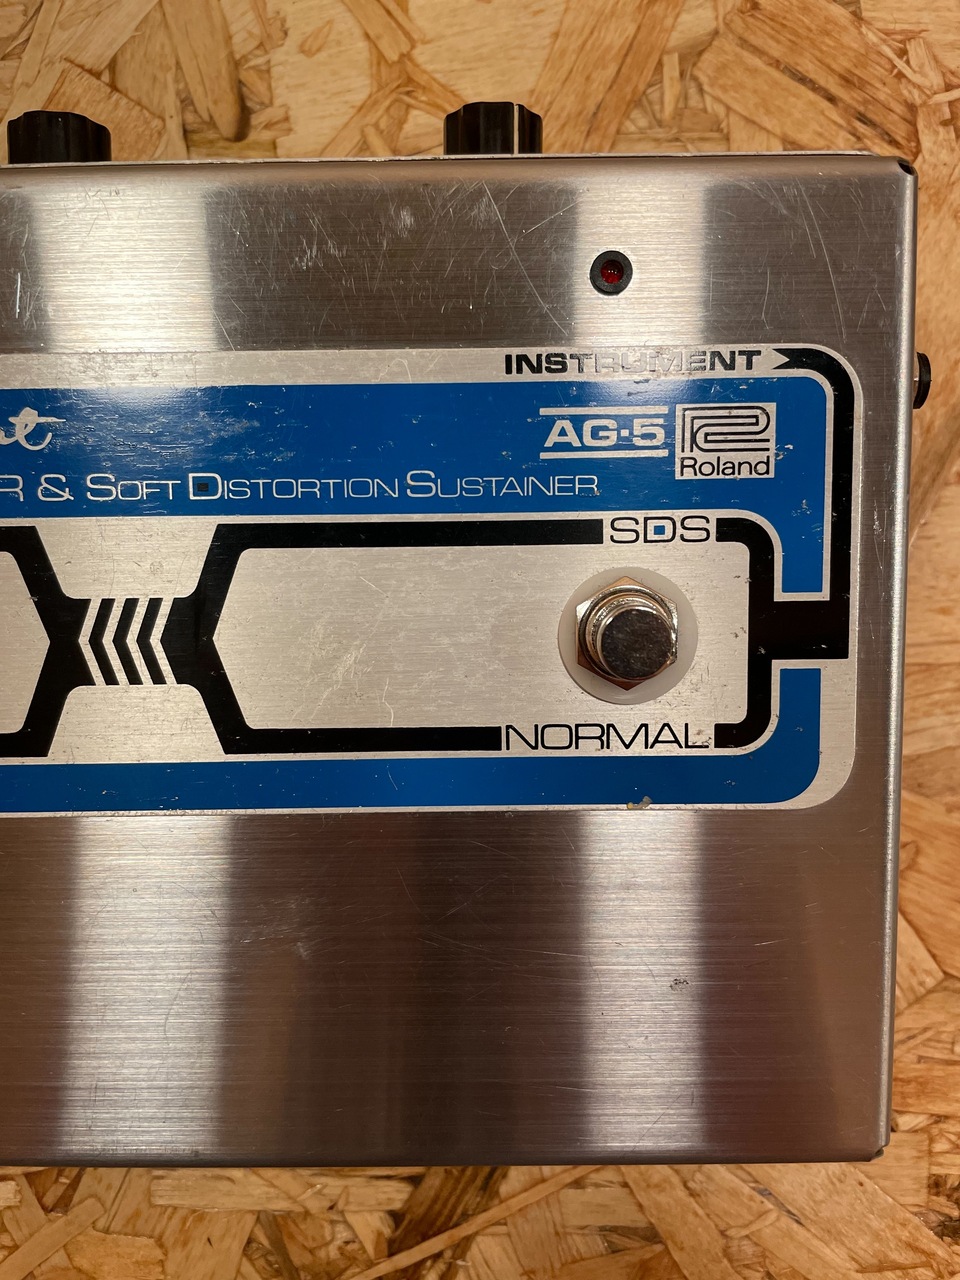 INSTRUMENT
AG-5
Roland
& SOFT DISTORTION SUSTAINER
SDS
NORMAL